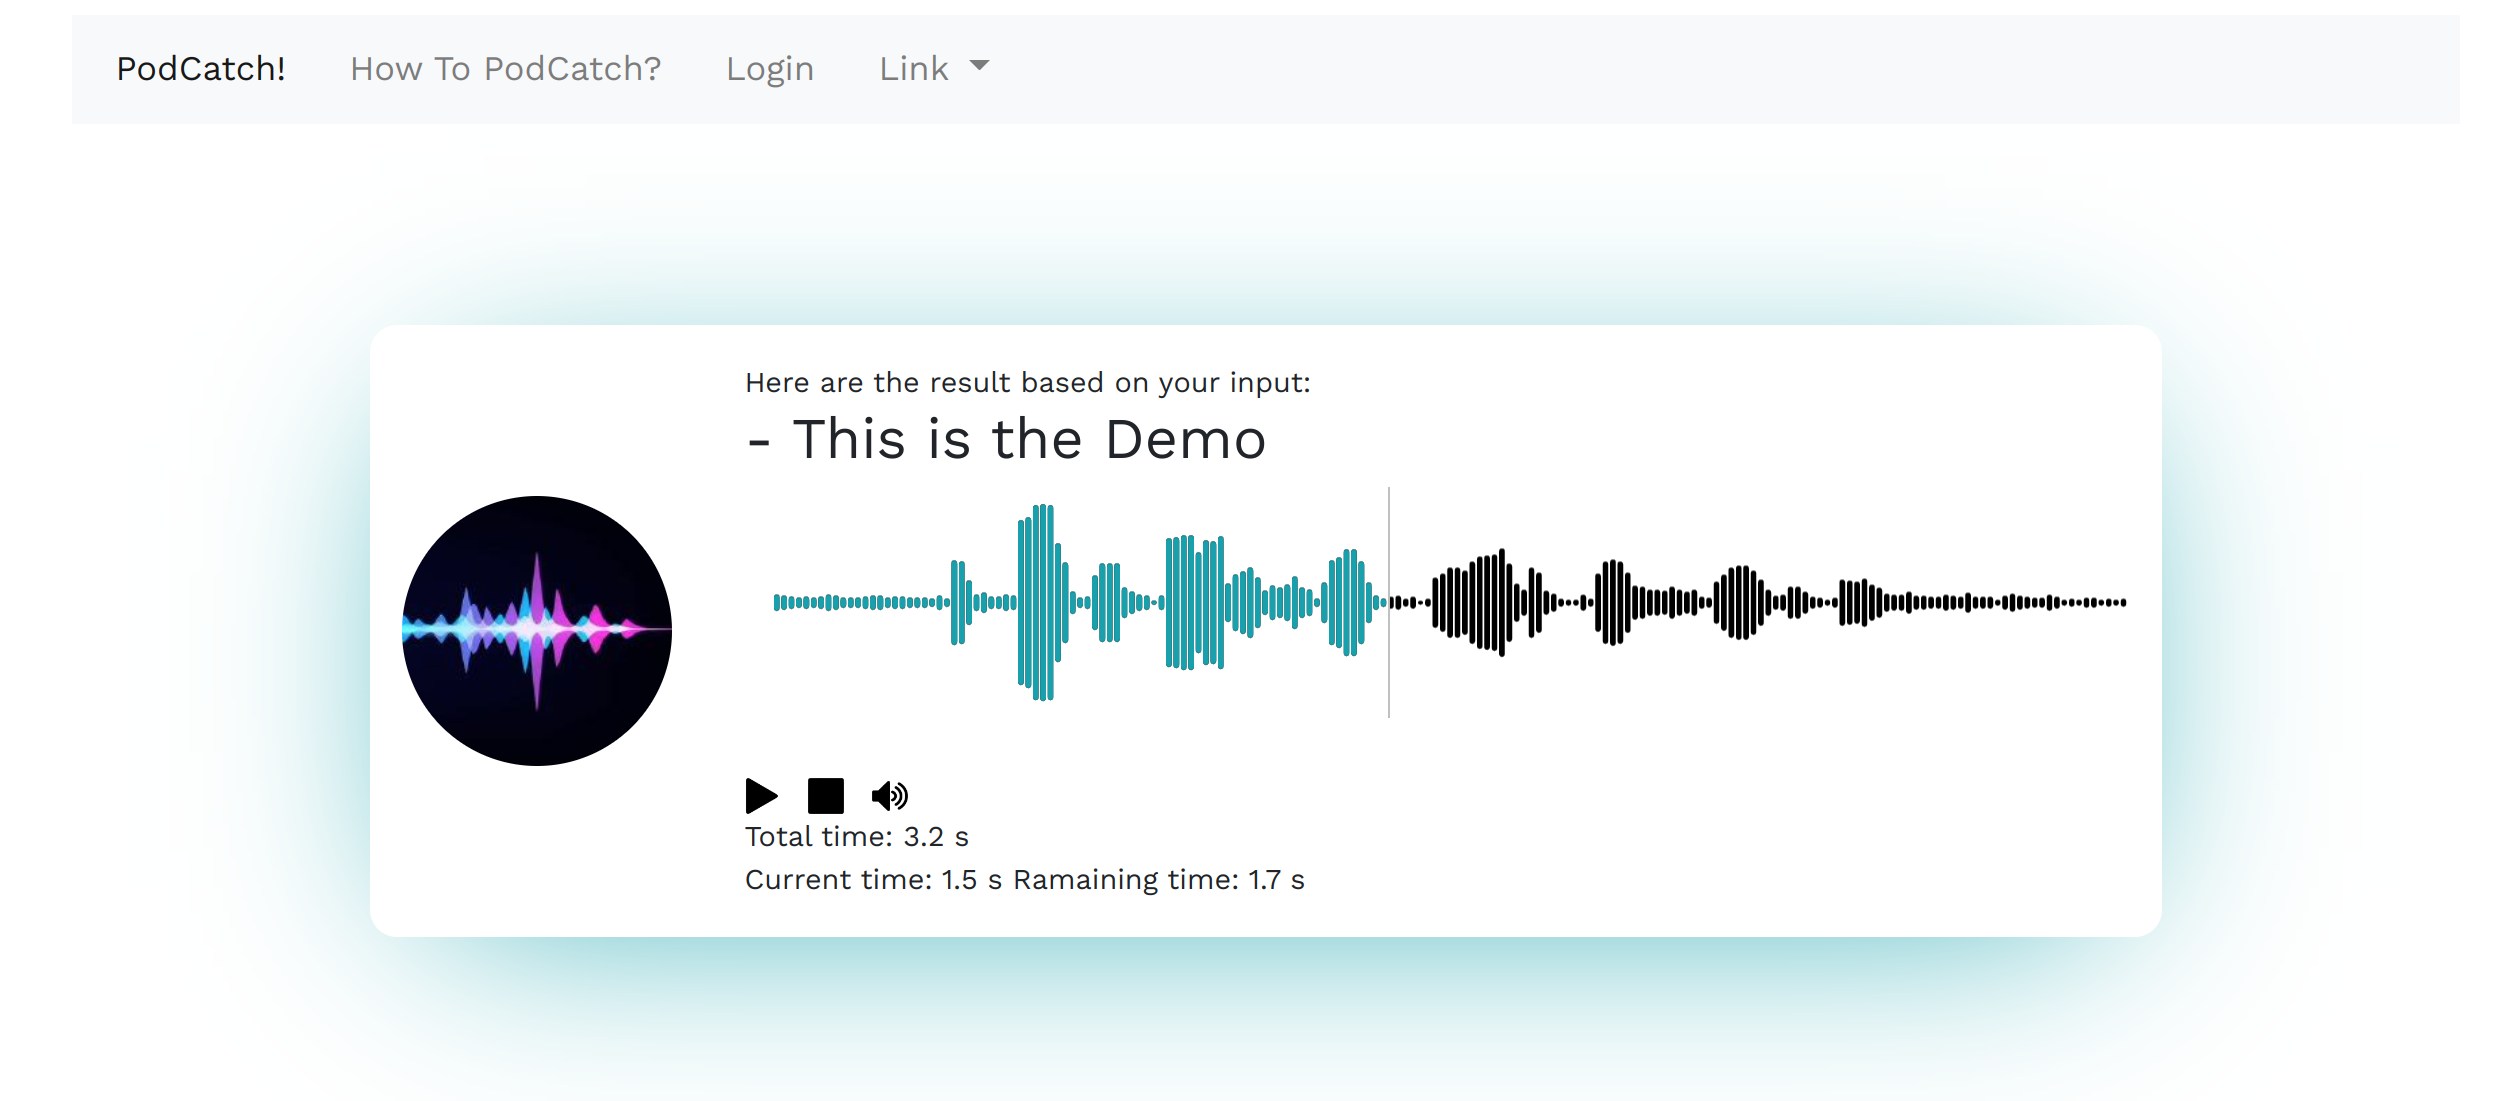 PodCatch! How To PodCatch? Login Link
Here are the result based on your input:
- This is the Demo
Total time: 3.2 s
Current time: 1.5 s Ramaining time: 1.7 s